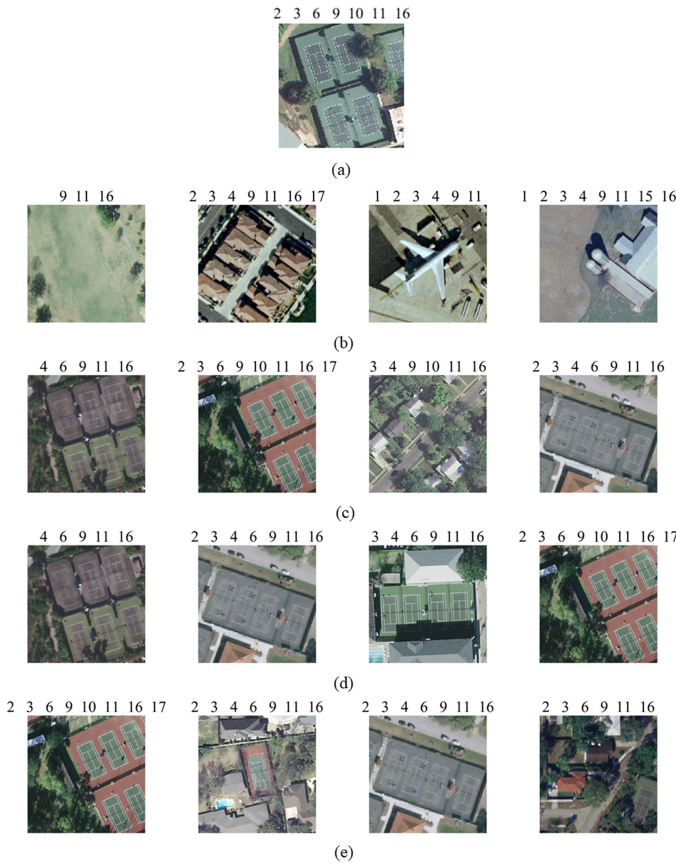 2 3 6 9 10 11 16
(a)
9 11 16 2 3 4 9 11 16 17 1 2 3 4 9 11 1 2 3 4 9 11 15 16
(b)
4 6 9 11 16 2 3 6 9 10 11 16 17 3 4 9 10 11 16 2 3 4 6 9 11 16
(c)
4 6 9 11 16 2 3 4 6 9 11 16 3 4 6 9 11 16 2 3 6 9 10 11 16 17
(d)
2 3 6 9 10 11 16 17 2 3 4 6 9 11 16 2 3 4 6 9 11 16 2 3 6 9 11 16
(e)